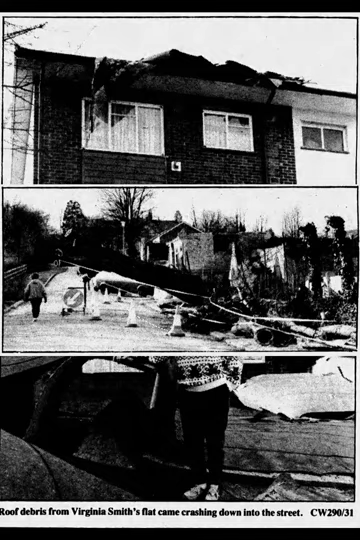 Roof debris from Virginia Smith's flat came crashing down into the street. CW290/31